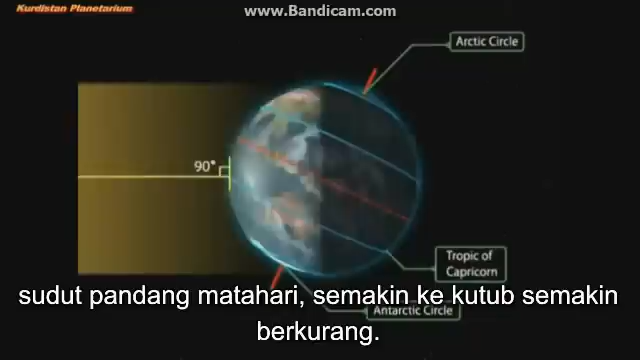 Kurdistan Planetarium
www.Bandicam.com
Arctic Circle
90°
Tropic of
Capricorn
Antarctic Circle
sudut pandang matahari, semakin ke kutub semakin
berkurang.